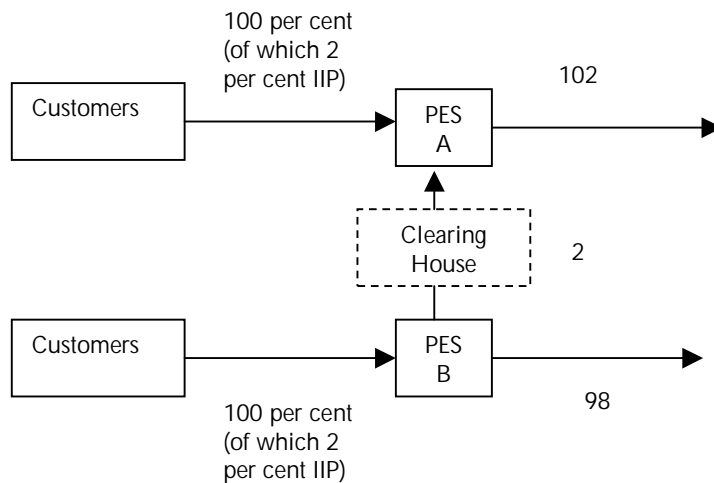 100 per cent
(of which 2
per cent IIP)
102
Customers
PES
A
Clearing
House
2
Customers
PES
B
98
100 per cent
(of which 2
per cent IIP)